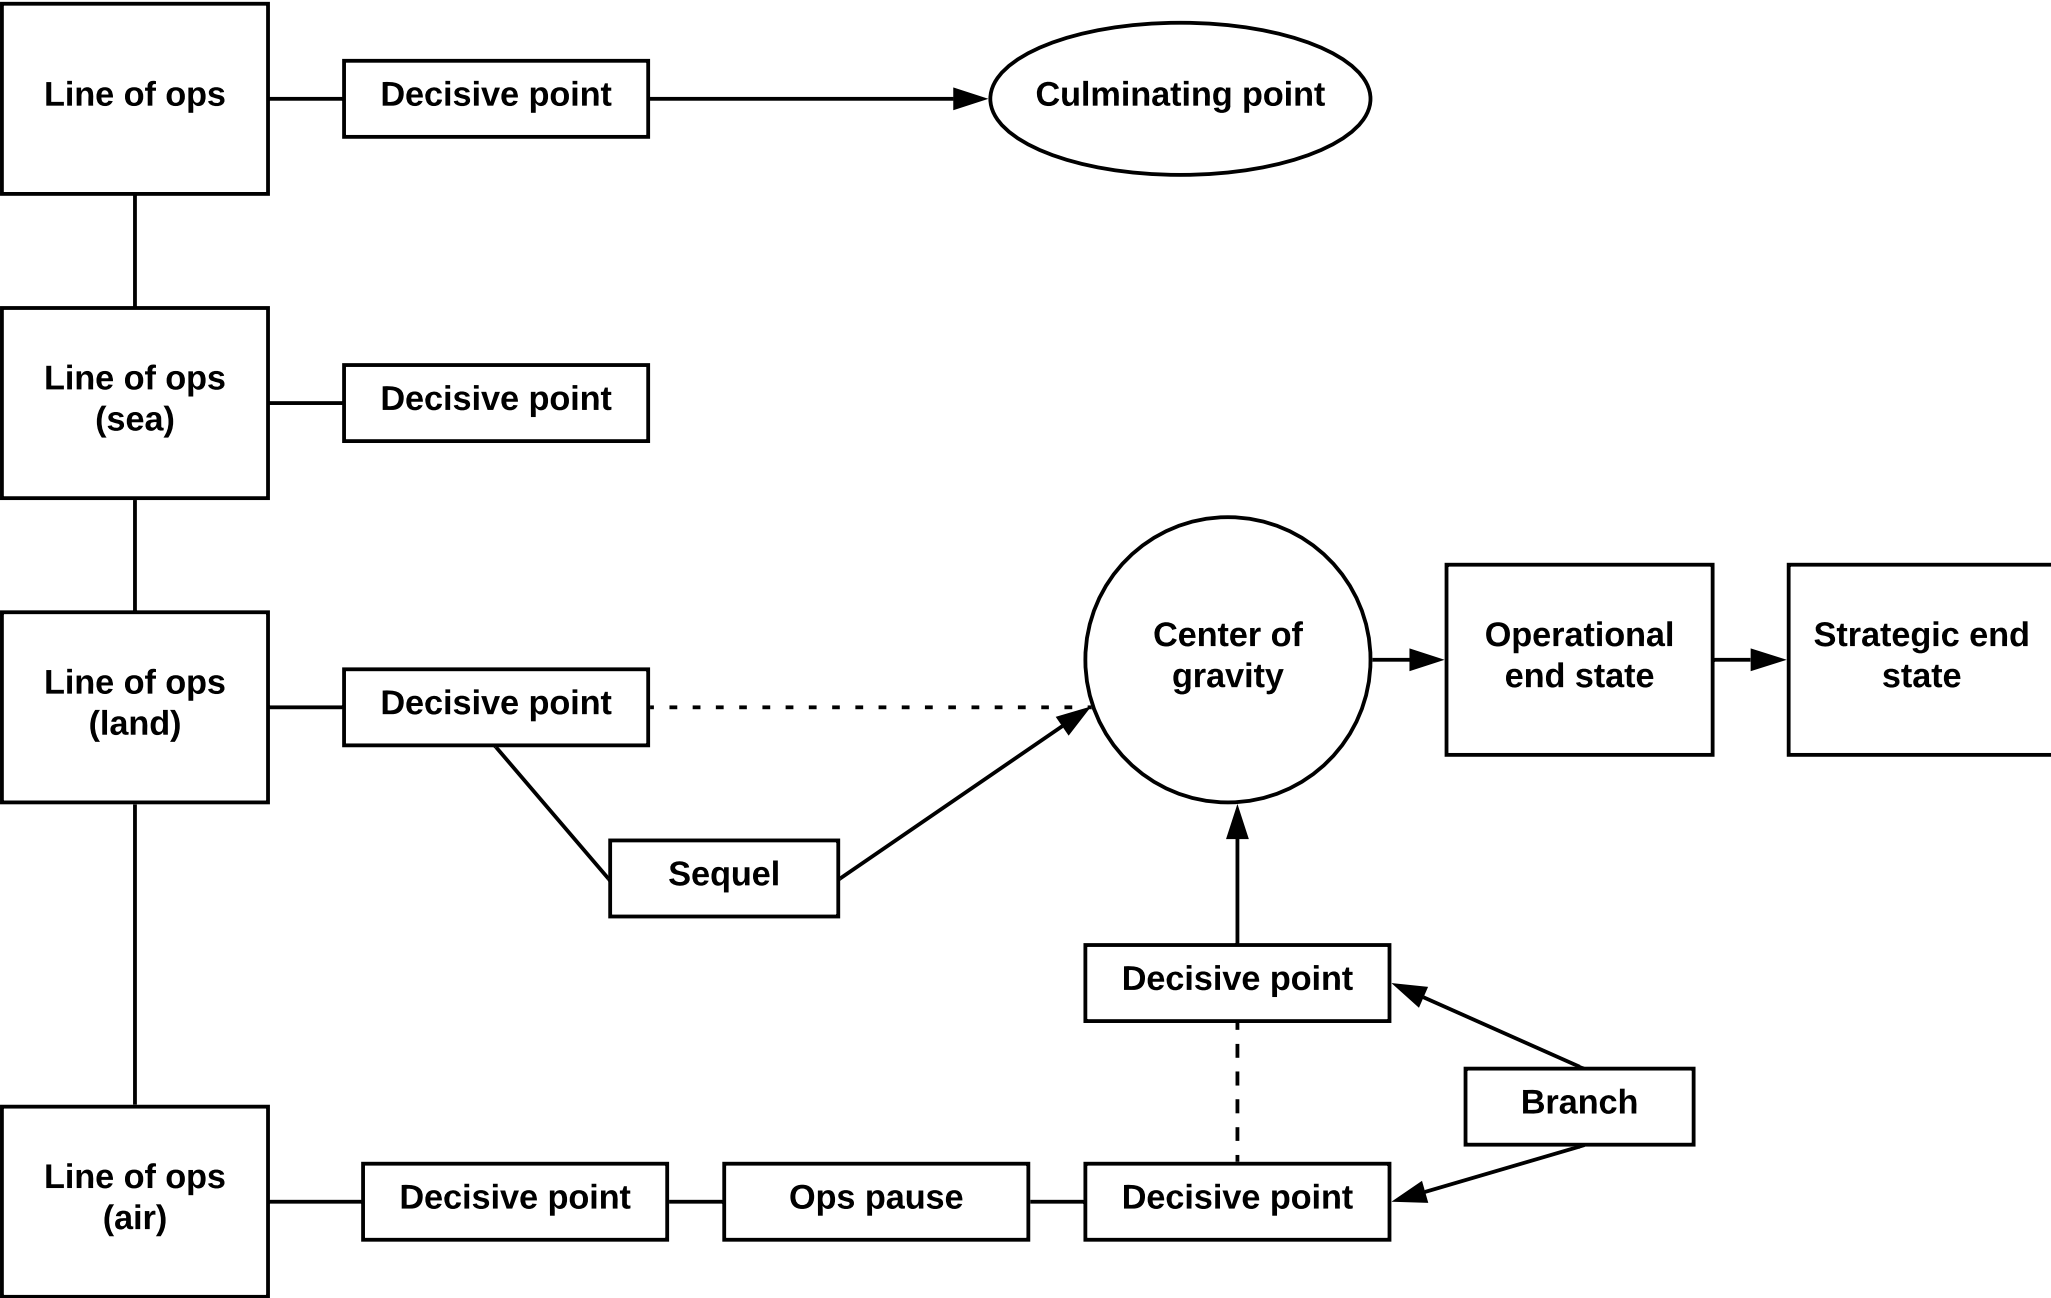 Line of ops
Decisive point
Culminating point
Line of ops
(sea)
Decisive point
Line of ops
(land)
Decisive point
Center of
gravity
Operational
end state
Strategic end
state
Sequel
Decisive point
Branch
Line of ops
(air)
Decisive point
Ops pause
Decisive point